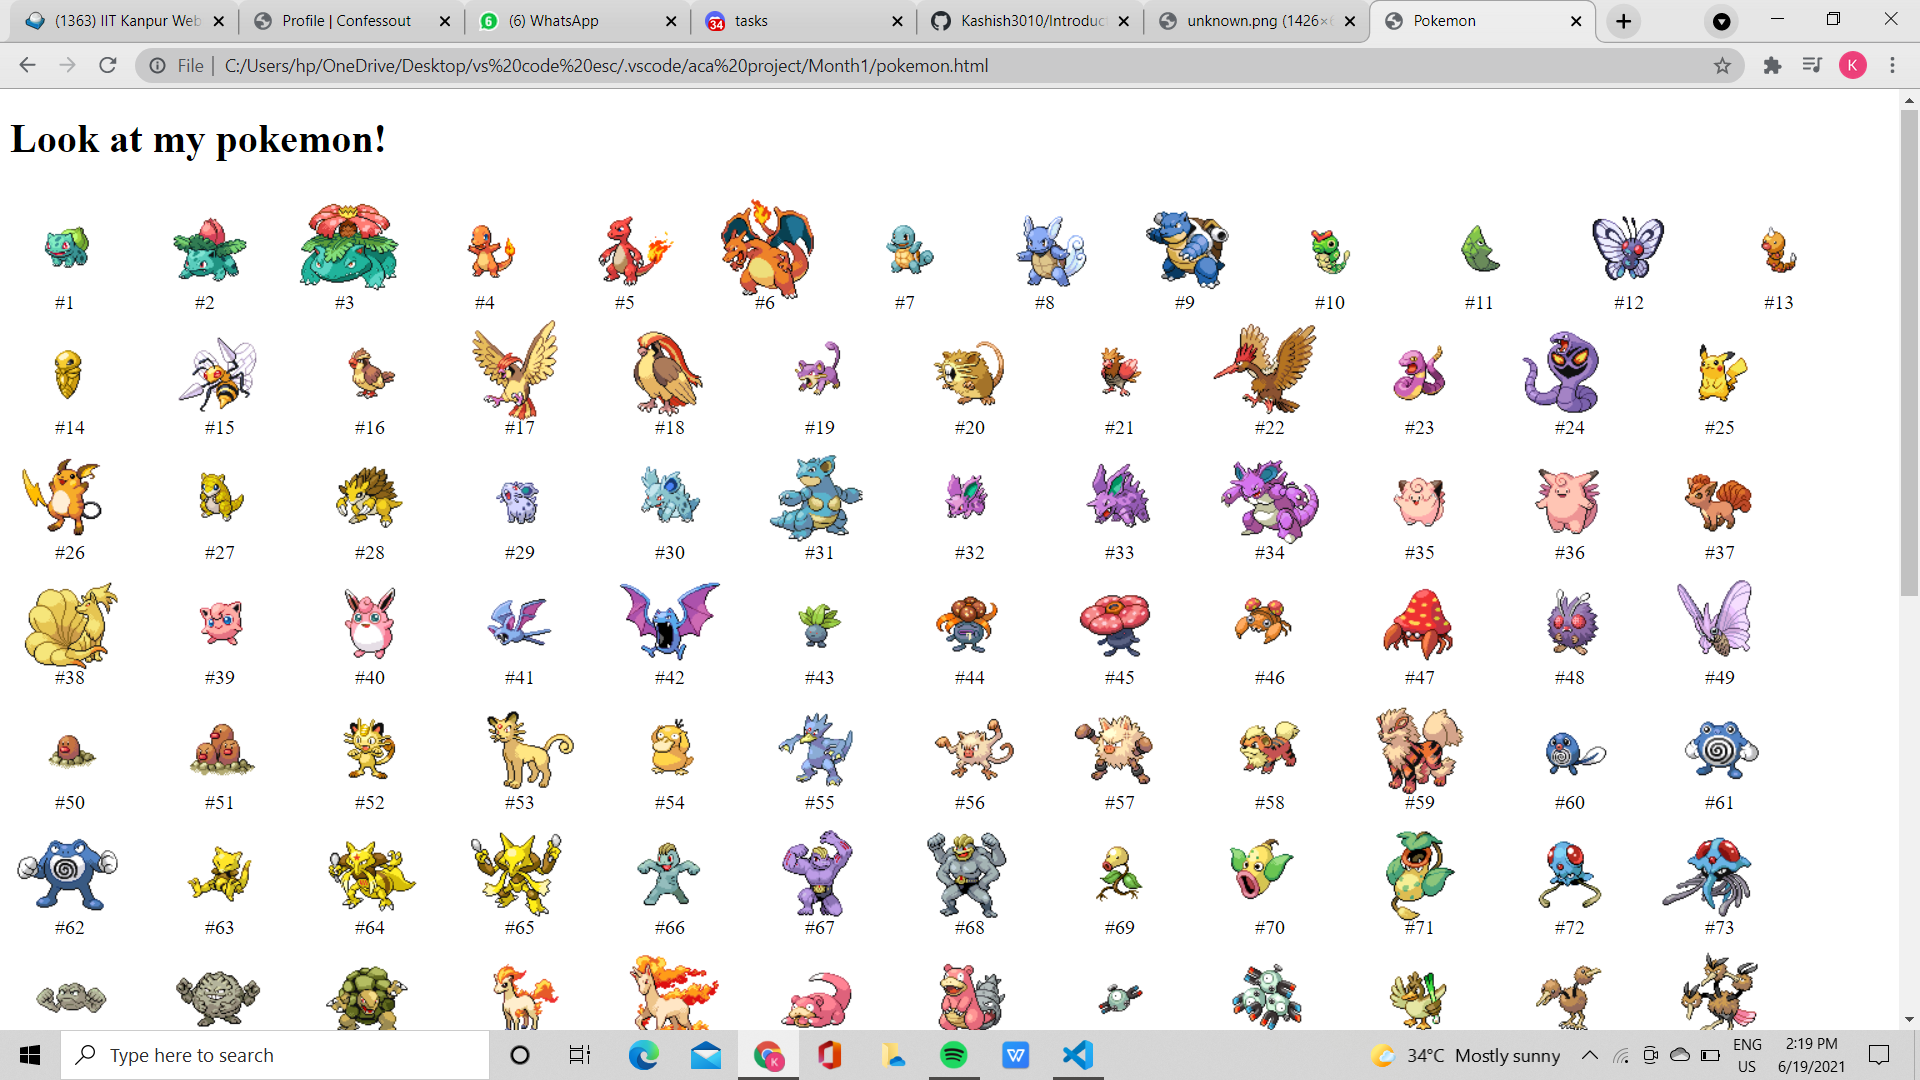 (1363) IIT Kanpur Web
Profile | Confessout
6
(6) WhatsApp
34
tasks
Kashish3010/Introduc
unknown.png (1426×
Pokemon
File
C:/Users/hp/OneDrive/Desktop/vs%20code%20esc/.vscode/aca%20project/Month1/pokemon.html
K
Look at my pokemon!
#1 #2 #3 #4 #5 #6 #7 #8 #9 #10 #11 #12 #13
#14 #15 #16 #17 #18 #19 #20 #21 #22 #23 #24 #25
#26 #27 #28 #29 #30 #31 #32 #33 #34 #35 #36 #37
#38 #39 #40 #41 #42 #43 #44 #45 #46 #47 #48 #49
#50 #51 #52 #53 #54 #55 #56 #57 #58 #59 #60 #61
#62 #63 #64 #65 #66 #67 #68 #69 #70 #71 #72 #73
Type here to search
K
W
34°C Mostly sunny
ENG
US
2:19 PM
6/19/2021